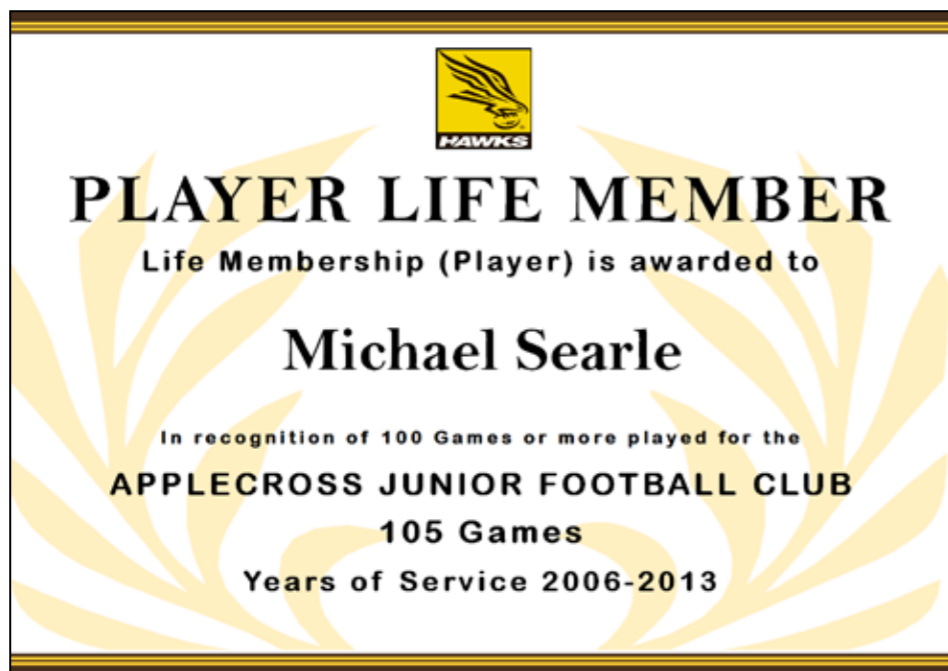 HAWKS
PLAYER LIFE MEMBER
Life Membership (Player) is awarded to
Michael Searle
In recognition of 100 Games or more played for the
APPLECROSS JUNIOR FOOTBALL CLUB
105 Games
Years of Service 2006-2013